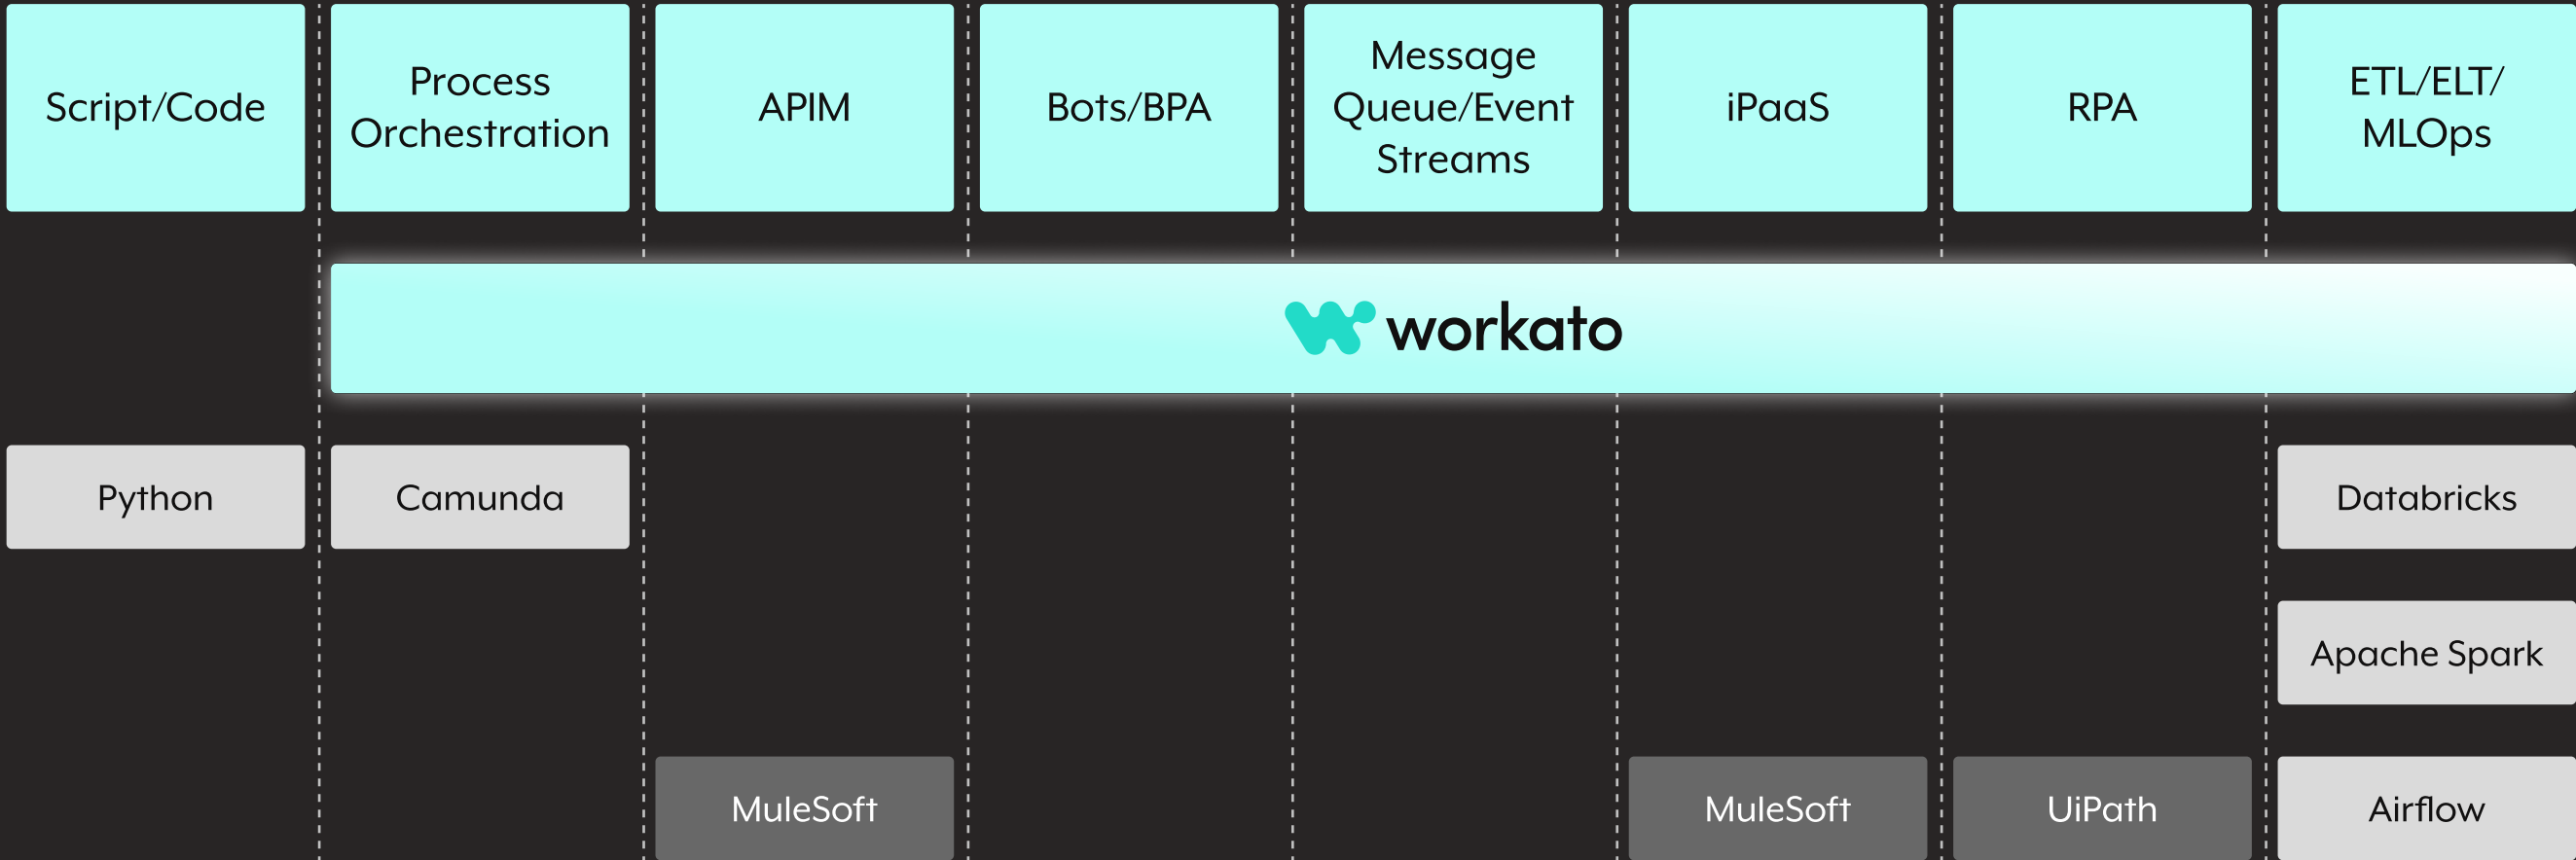 Script/Code
Process
Orchestration
APIM
Bots/BPA
Message
Queue/Event
Streams
iPaaS
RPA
ETL/ELT/
MLOps
workato
Python
Camunda
Databricks
Apache Spark
MuleSoft
MuleSoft
UiPath
Airflow